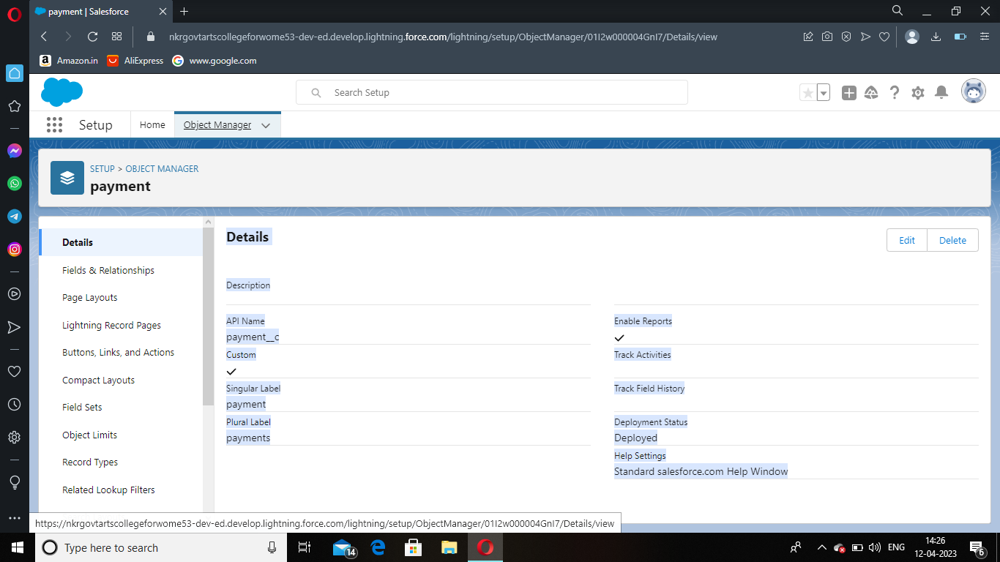 payment | Salesforce
nkrgovtartscollegeforwome53-dev-ed.develop.lightning.force.com/lightning/setup/ObjectManager/01I2w000004GnI7/Details/view
Amazon.in
AliExpress
www.google.com
Search Setup
Setup
Home
Object Manager
SETUP > OBJECT MANAGER
payment
Details
Fields & Relationships
Page Layouts
Lightning Record Pages
Buttons, Links, and Actions
Compact Layouts
Field Sets
Object Limits
Record Types
Related Lookup Filters
Details
Edit
Delete
Description
API Name
payment__c
Custom
Singular Label
payment
Plural Label
payments
Enable Reports
Track Activities
Track Field History
Deployment Status
Deployed
Help Settings
Standard salesforce.com Help Window
https://nkrgovtartscollegeforwome53-dev-ed.develop.lightning.force.com/lightning/setup/ObjectManager/01I2w000004GnI7/Details/view
Type here to search
14
ENG
14:26
12-04-2023
6